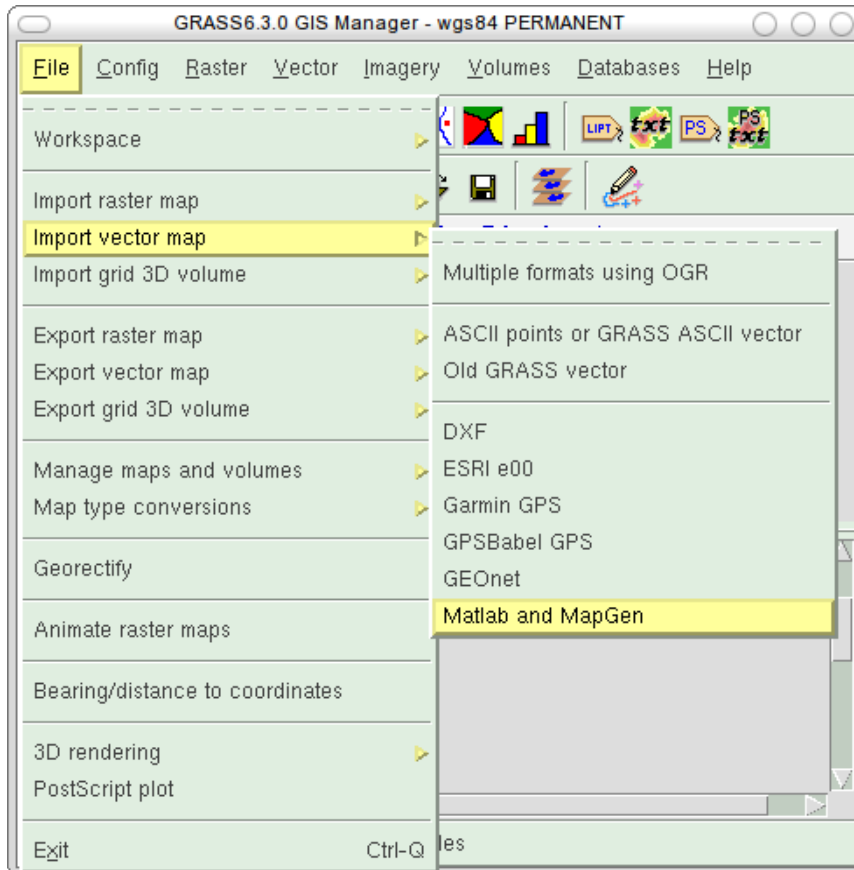 GRASS6.3.0 GIS Manager - wgs84 PERMANENT
File Config Raster Vector Imagery Volumes Databases Help
LIPT txt PS PS txt
Workspace
Import raster map
Import vector map
Import grid 3D volume
Export raster map
Export vector map
Export grid 3D volume
Manage maps and volumes
Map type conversions
Georectify
Animate raster maps
Bearing/distance to coordinates
3D rendering
PostScript plot
Exit Ctrl-Q
Multiple formats using OGR
ASCII points or GRASS ASCII vector
Old GRASS vector
DXF
ESRI e00
Garmin GPS
GPSBabel GPS
GEOnet
Matlab and MapGen
les